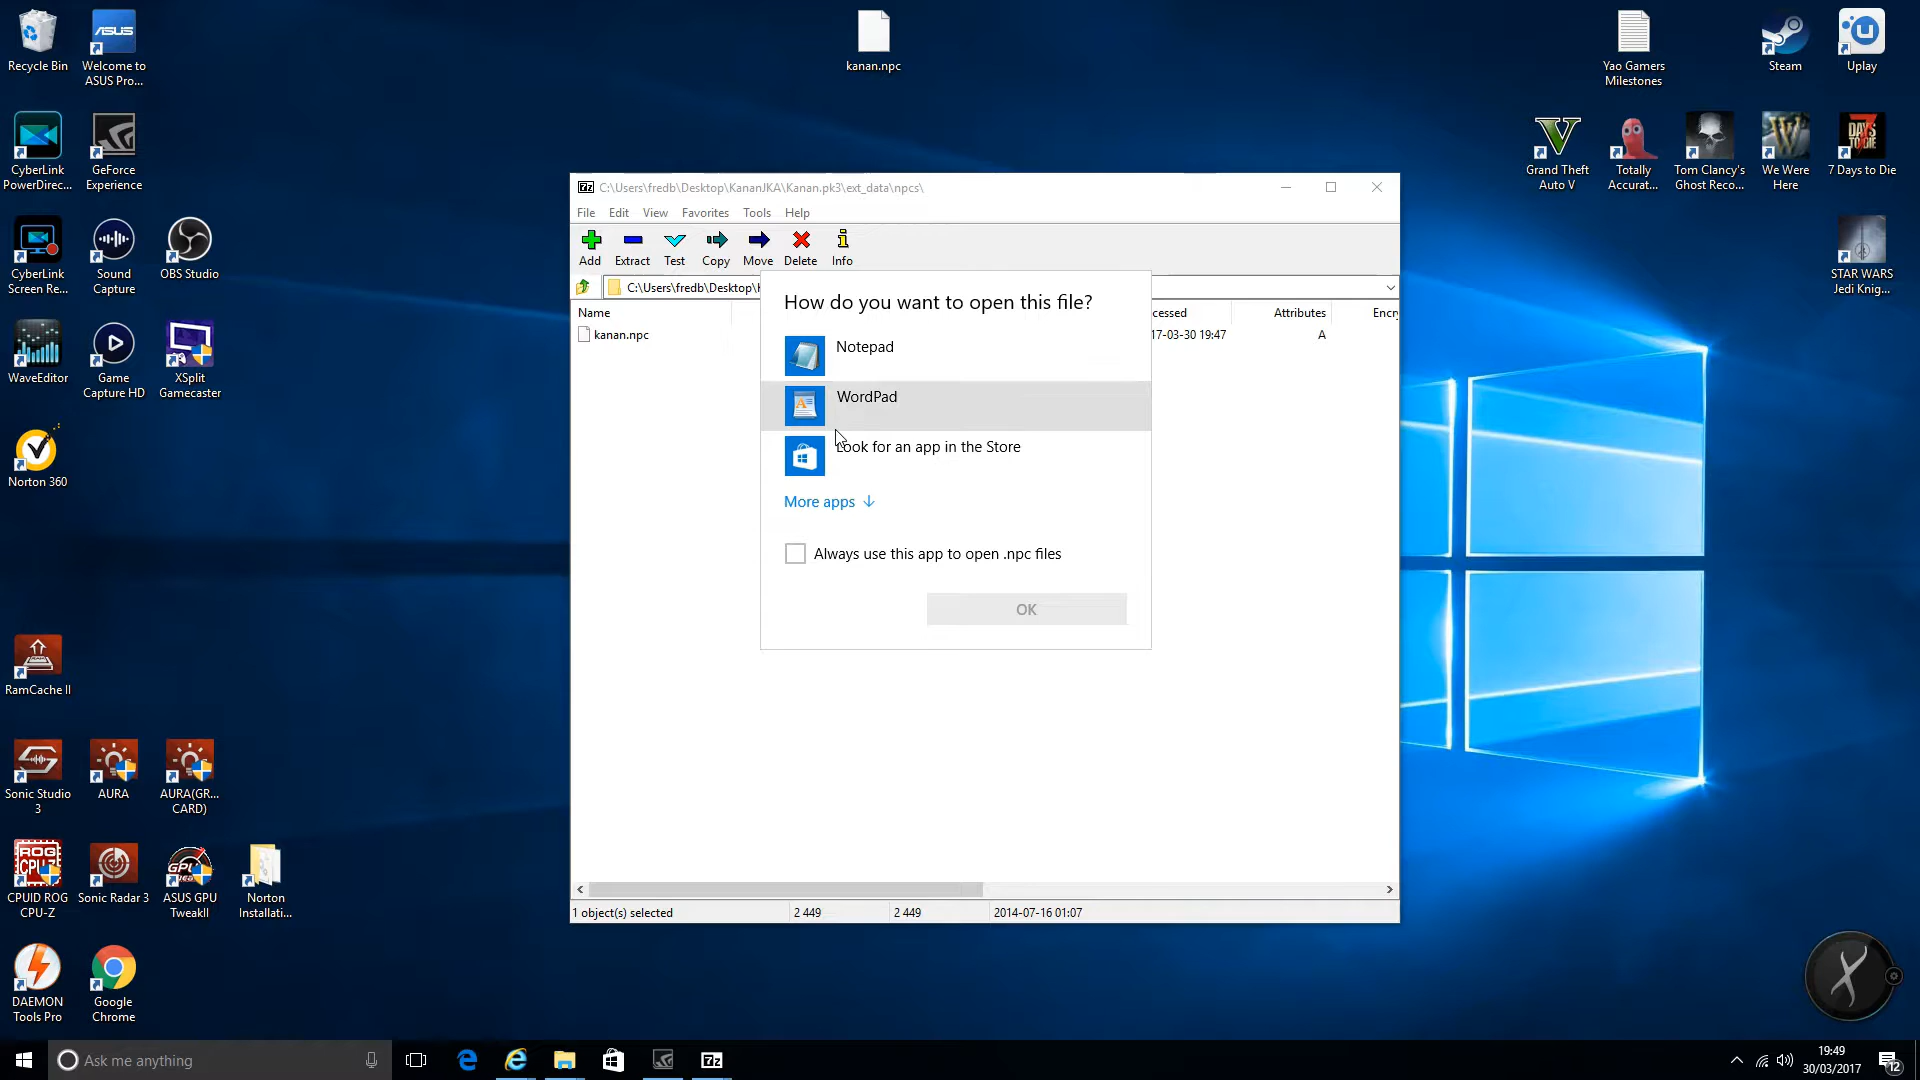 Recycle Bin
Welcome to
ASUS Pro...
kanan.npc
Yao Gamers
Milestones
Steam
Uplay
CyberLink
PowerDirec...
GeForce
Experience
Grand Theft
Auto V
Totally
Accurat...
Tom Clancy's
Ghost Reco...
We Were
Here
7 Days to Die
CyberLink
Screen Re...
Sound
Capture
OBS Studio
STAR WARS
Jedi Knig...
WaveEditor
Game
Capture HD
XSplit
Gamecaster
Norton 360
RamCache II
Sonic Studio
3
AURA
AURA(GR...
CARD)
CPUID ROG
CPU-Z
Sonic Radar 3
ASUS GPU
TweakII
Norton
Installati...
DAEMON
Tools Pro
Google
Chrome
C:\Users\fredb\Desktop\KananJKA\Kanan.pk3\ext_data\npcs\
File Edit View Favorites Tools Help
Add Extract Test Copy Move Delete Info
C:\Users\fredb\Desktop\
Name cessed Attributes Encry
kanan.npc 17-03-30 19:47 A
How do you want to open this file?
Notepad
WordPad
Look for an app in the Store
More apps
Always use this app to open .npc files
OK
1 object(s) selected 2 449 2 449 2014-07-16 01:07
Ask me anything
19:49
30/03/2017
12